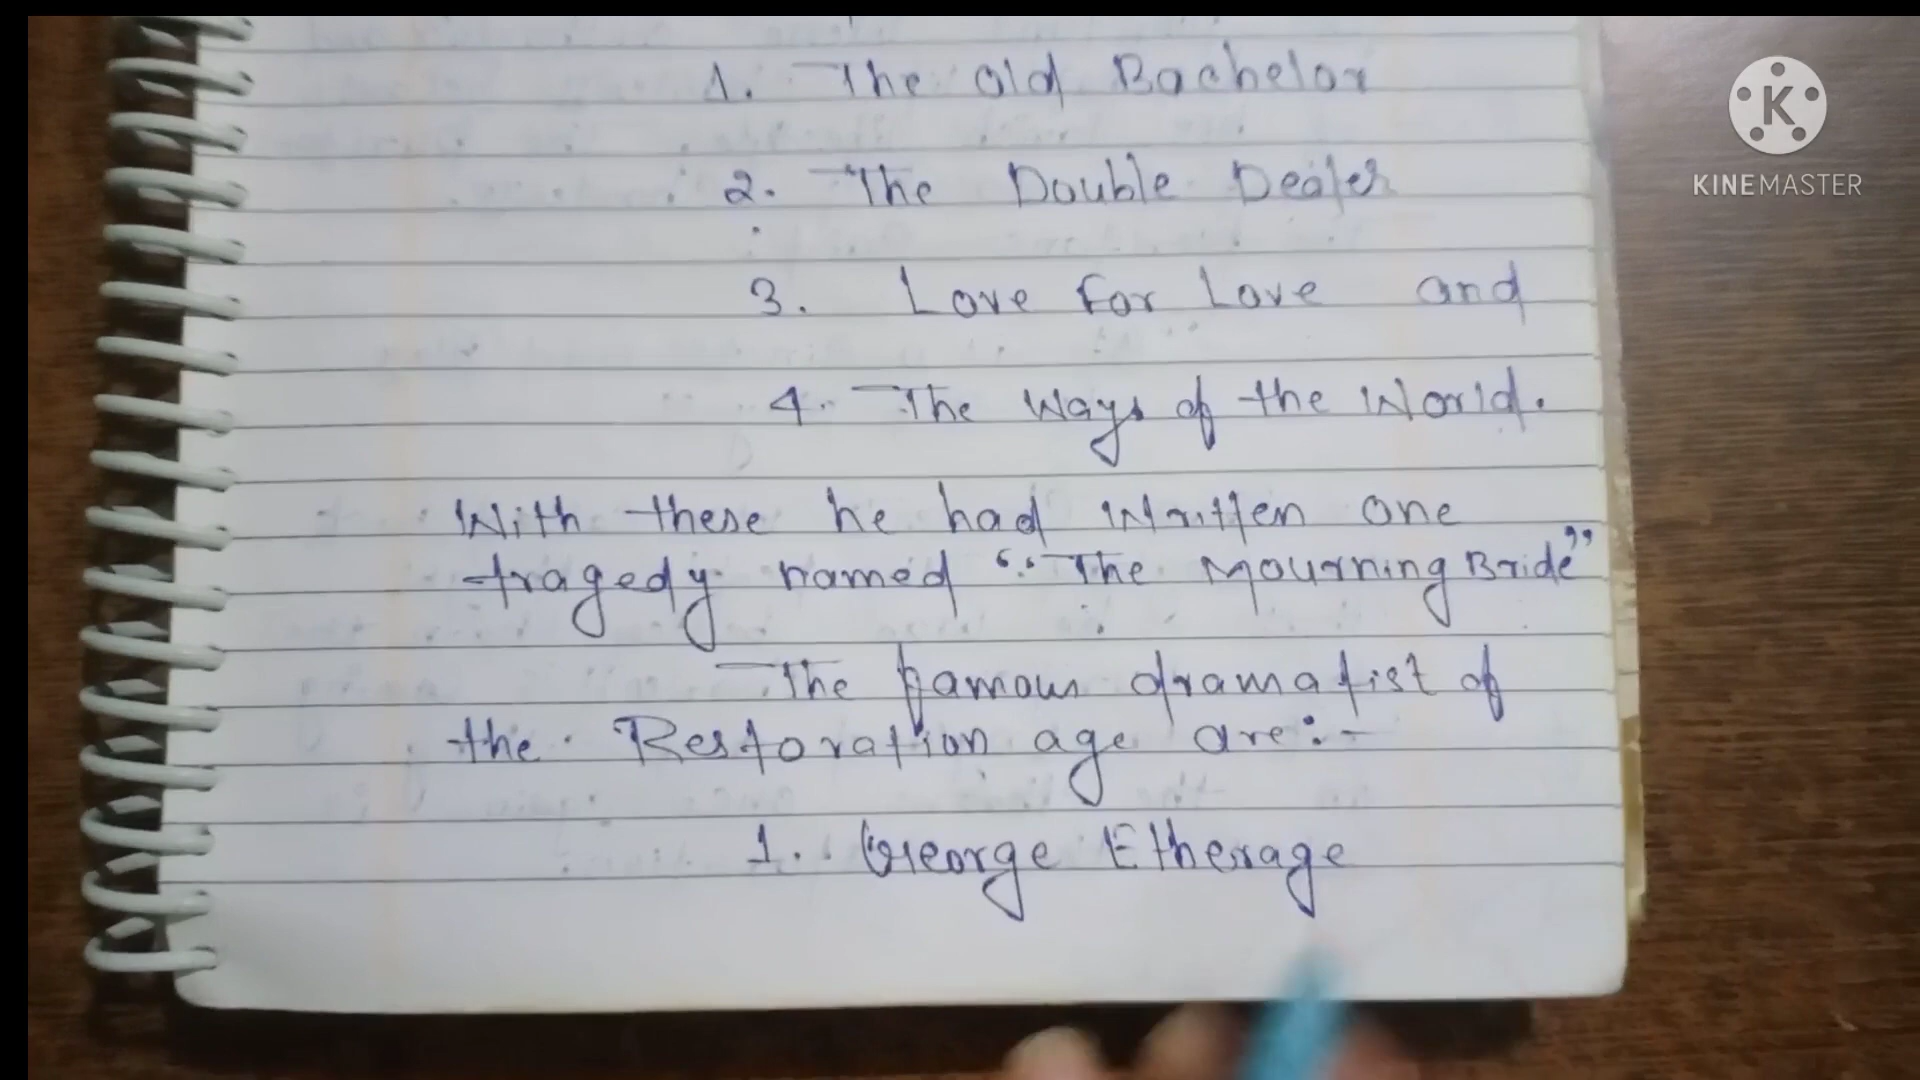 1. The Old Bachelor
2. The Double Dealer
3. Love For Love and
4. The Ways of the World.
With these he had written one
tragedy named "The Mourning Bride"
The famous dramatist of
the Restoration age are:-
1. George Etherage
K
KINEMASTER